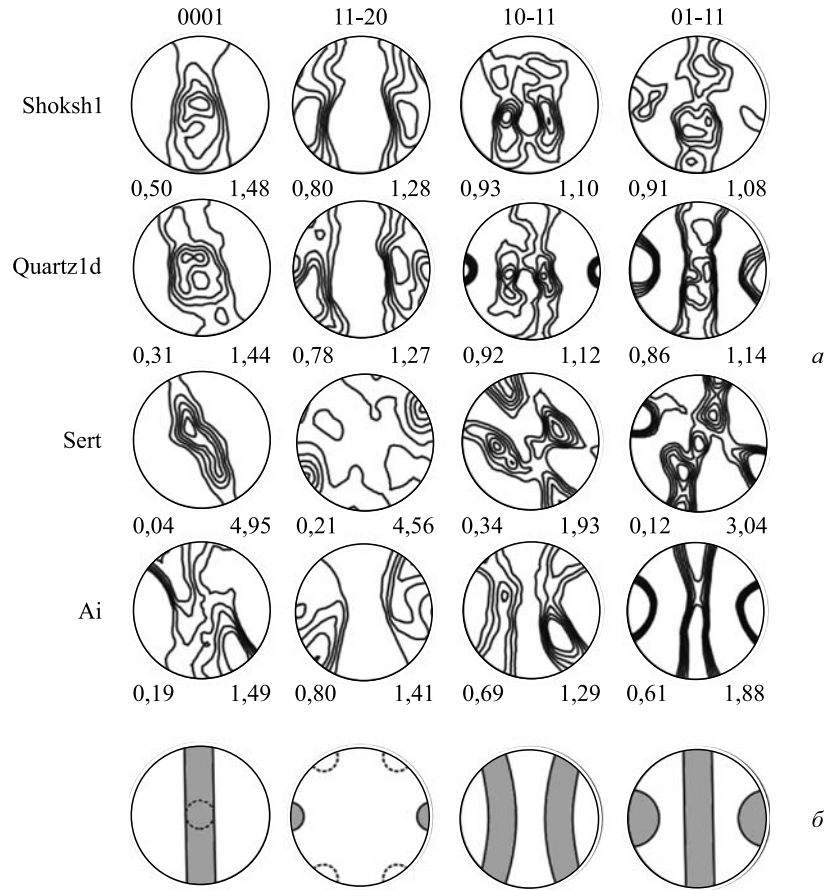 0001 11-20 10-11 01-11
Shoksh1
0,50 1,48 0,80 1,28 0,93 1,10 0,91 1,08
Quartz1d
0,31 1,44 0,78 1,27 0,92 1,12 0,86 1,14 а
Sert
0,04 4,95 0,21 4,56 0,34 1,93 0,12 3,04
Ai
0,19 1,49 0,80 1,41 0,69 1,29 0,61 1,88
б